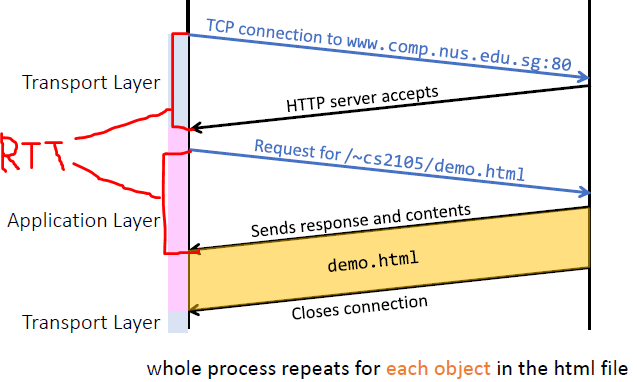 TCP connection to www.comp.nus.edu.sg:80
Transport Layer
HTTP server accepts
RTT
Request for /~cs2105/demo.html
Application Layer
Sends response and contents
demo.html
Closes connection
Transport Layer
whole process repeats for each object in the html file